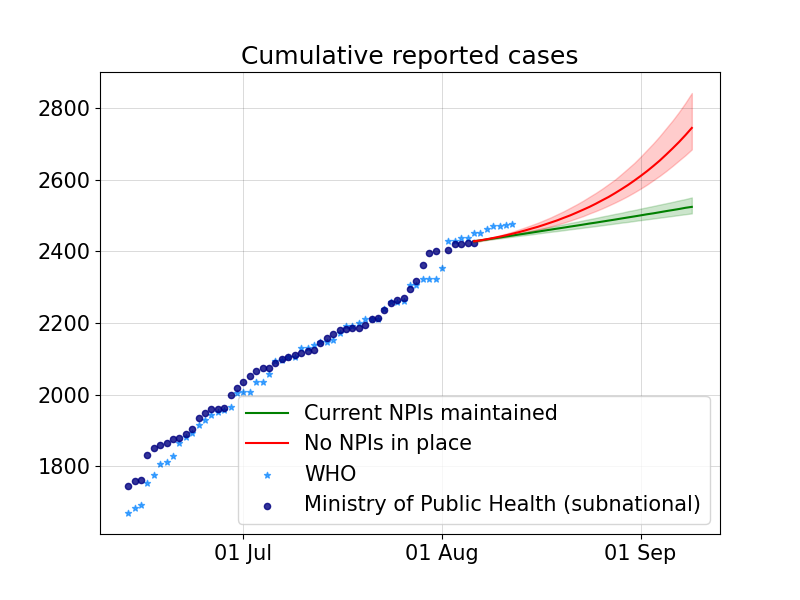 Cumulative reported cases
2800
2600
2400
2200
2000
1800
Current NPIs maintained
No NPIs in place
WHO
Ministry of Public Health (subnational)
01 Jul
01 Aug
01 Sep